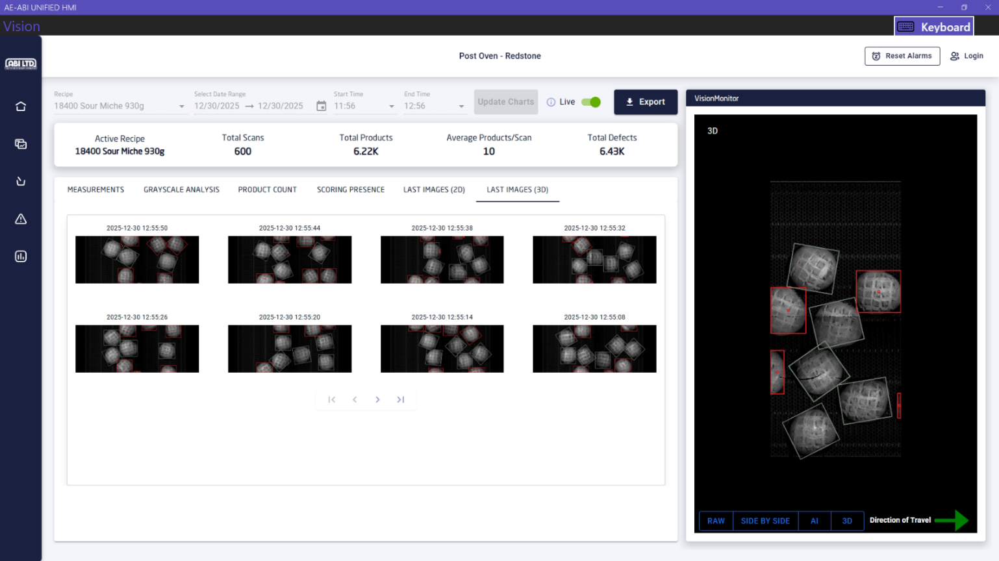 AE-ABI UNIFIED HMI
Vision
Keyboard
ABI LTD
Post Oven - Redstone
Reset Alarms
Login
Recipe
18400 Sour Miche 930g
Select Date Range
12/30/2025 → 12/30/2025
Start Time
11:56
End Time
12:56
Update Charts
Live
Export
VisionMonitor
Active Recipe
18400 Sour Miche 930g
Total Scans
600
Total Products
6.22K
Average Products/Scan
10
Total Defects
6.43K
MEASUREMENTS
GRAYSCALE ANALYSIS
PRODUCT COUNT
SCORING PRESENCE
LAST IMAGES (2D)
LAST IMAGES (3D)
2025-12-30 12:55:50
2025-12-30 12:55:44
2025-12-30 12:55:38
2025-12-30 12:55:32
2025-12-30 12:55:26
2025-12-30 12:55:20
2025-12-30 12:55:14
2025-12-30 12:55:08
3D
RAW
SIDE BY SIDE
AI
3D
Direction of Travel